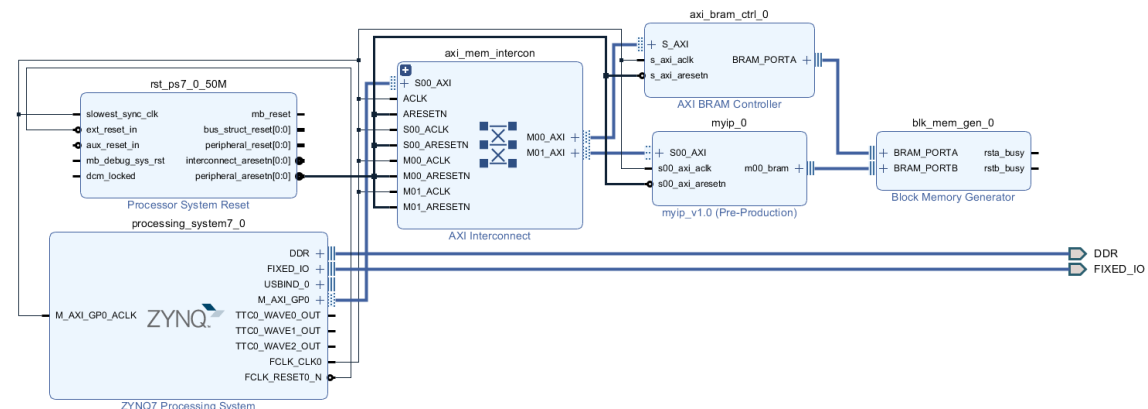 axi_bram_ctrl_0
S_AXI
s_axi_aclk
s_axi_aresetn
BRAM_PORTA
AXI BRAM Controller
axi_mem_intercon
S00_AXI
ACLK
ARESETN
S00_ACLK
S00_ARESETN
M00_ACLK
M00_ARESETN
M01_ACLK
M01_ARESETN
M00_AXI
M01_AXI
AXI Interconnect
rst_ps7_0_50M
slowest_sync_clk
ext_reset_in
aux_reset_in
mb_debug_sys_rst
dcm_locked
mb_reset
bus_struct_reset[0:0]
peripheral_reset[0:0]
interconnect_aresetn[0:0]
peripheral_aresetn[0:0]
Processor System Reset
myip_0
S00_AXI
s00_axi_aclk
s00_axi_aresetn
m00_bram
myip_v1.0 (Pre-Production)
blk_mem_gen_0
BRAM_PORTA
BRAM_PORTB
rsta_busy
rstb_busy
Block Memory Generator
processing_system7_0
M_AXI_GP0_ACLK
ZYNQ
DDR
FIXED_IO
USBIND_0
M_AXI_GP0
TTC0_WAVE0_OUT
TTC0_WAVE1_OUT
TTC0_WAVE2_OUT
FCLK_CLK0
FCLK_RESET0_N
ZYNQ7 Processing System
DDR
FIXED_IO